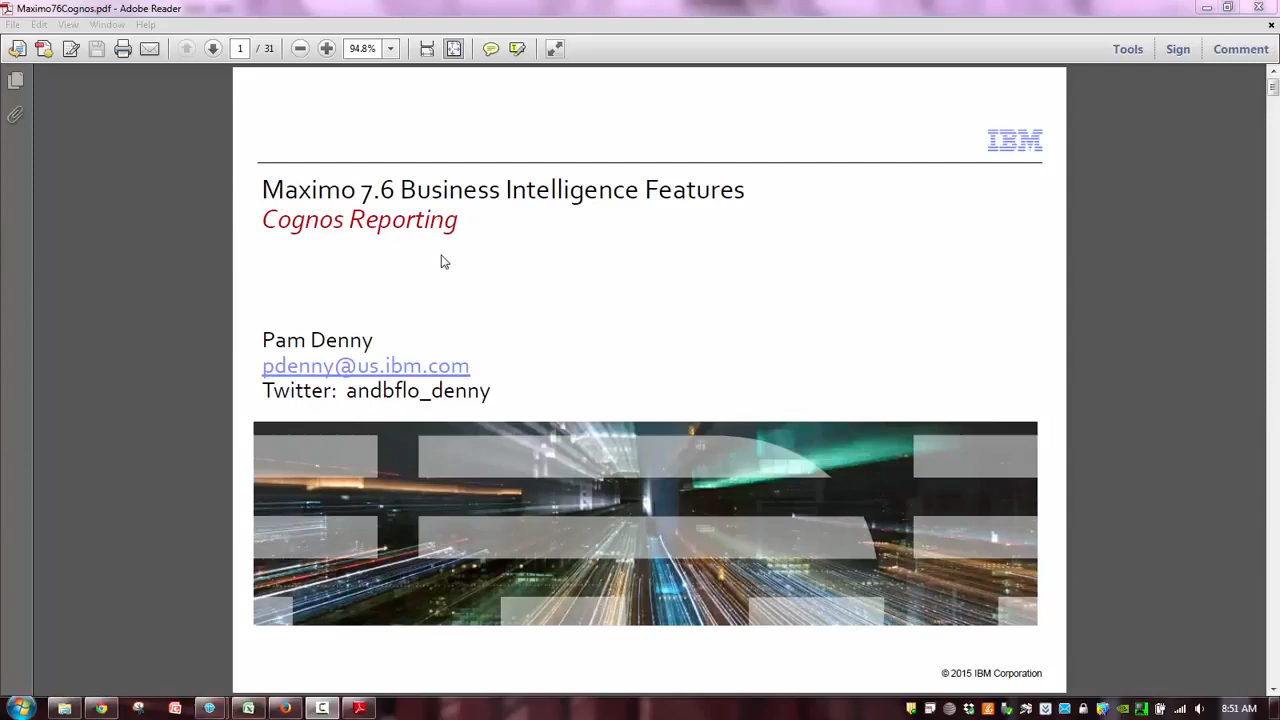 Maximo76Cognos.pdf - Adobe Reader
File Edit View Window Help
1 / 31 94.8% Tools Sign Comment
IBM
Maximo 7.6 Business Intelligence Features
Cognos Reporting
Pam Denny
pdenny@us.ibm.com
Twitter: andbflo_denny
© 2015 IBM Corporation
8:51 AM